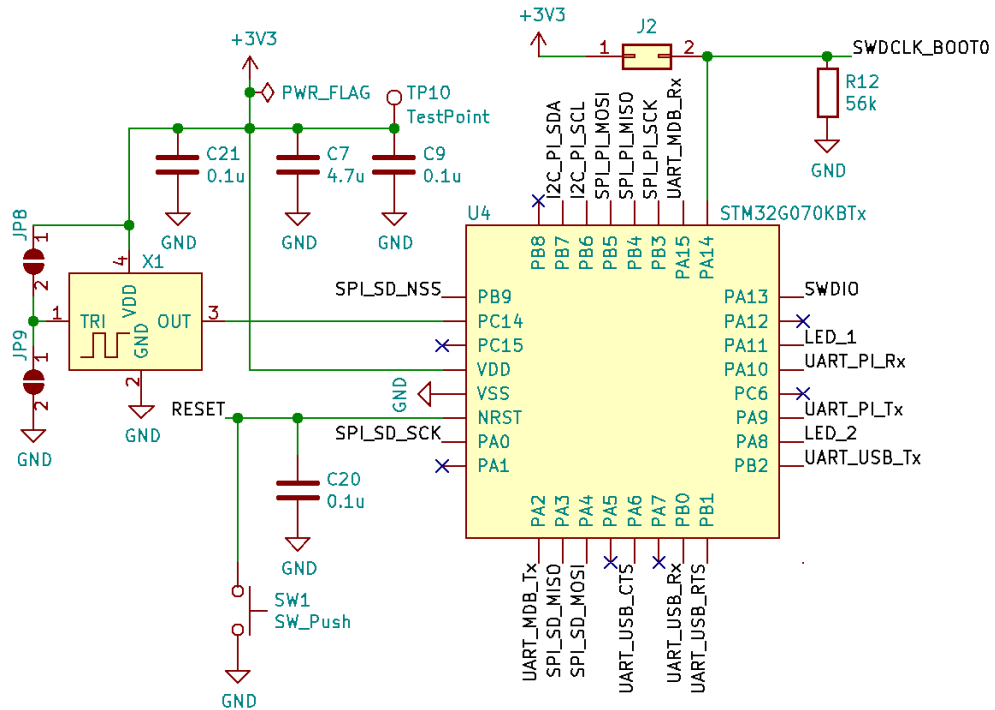 +3V3
J2
1
2
SWDCLK_BOOT0
R12
56k
GND
+3V3
PWR_FLAG
TP10
TestPoint
C21
0.1u
C7
4.7u
C9
0.1u
GND
GND
GND
I2C_PI_SDA
I2C_PI_SCL
SPI_PI_MOSI
SPI_PI_MISO
SPI_PI_SCK
UART_MDB_Rx
U4
STM32G070KBTx
PB8
PB7
PB6
PB5
PB4
PB3
PA15
PA14
JP8
1
2
JP9
1
2
GND
X1
4
VDD
1
TRI
GND
OUT
3
2
GND
SPI_SD_NSS
PB9
PC14
PC15
VDD
GND
VSS
RESET
NRST
SPI_SD_SCK
PA0
PA1
PA13
SWDIO
PA12
PA11
LED_1
PA10
UART_PI_Rx
PC6
PA9
UART_PI_Tx
PA8
LED_2
PB2
UART_USB_Tx
C20
0.1u
GND
SW1
SW_Push
GND
PA2
PA3
PA4
PA5
PA6
PA7
PB0
PB1
UART_MDB_Tx
SPI_SD_MISO
SPI_SD_MOSI
UART_USB_CTS
UART_USB_Rx
UART_USB_RTS